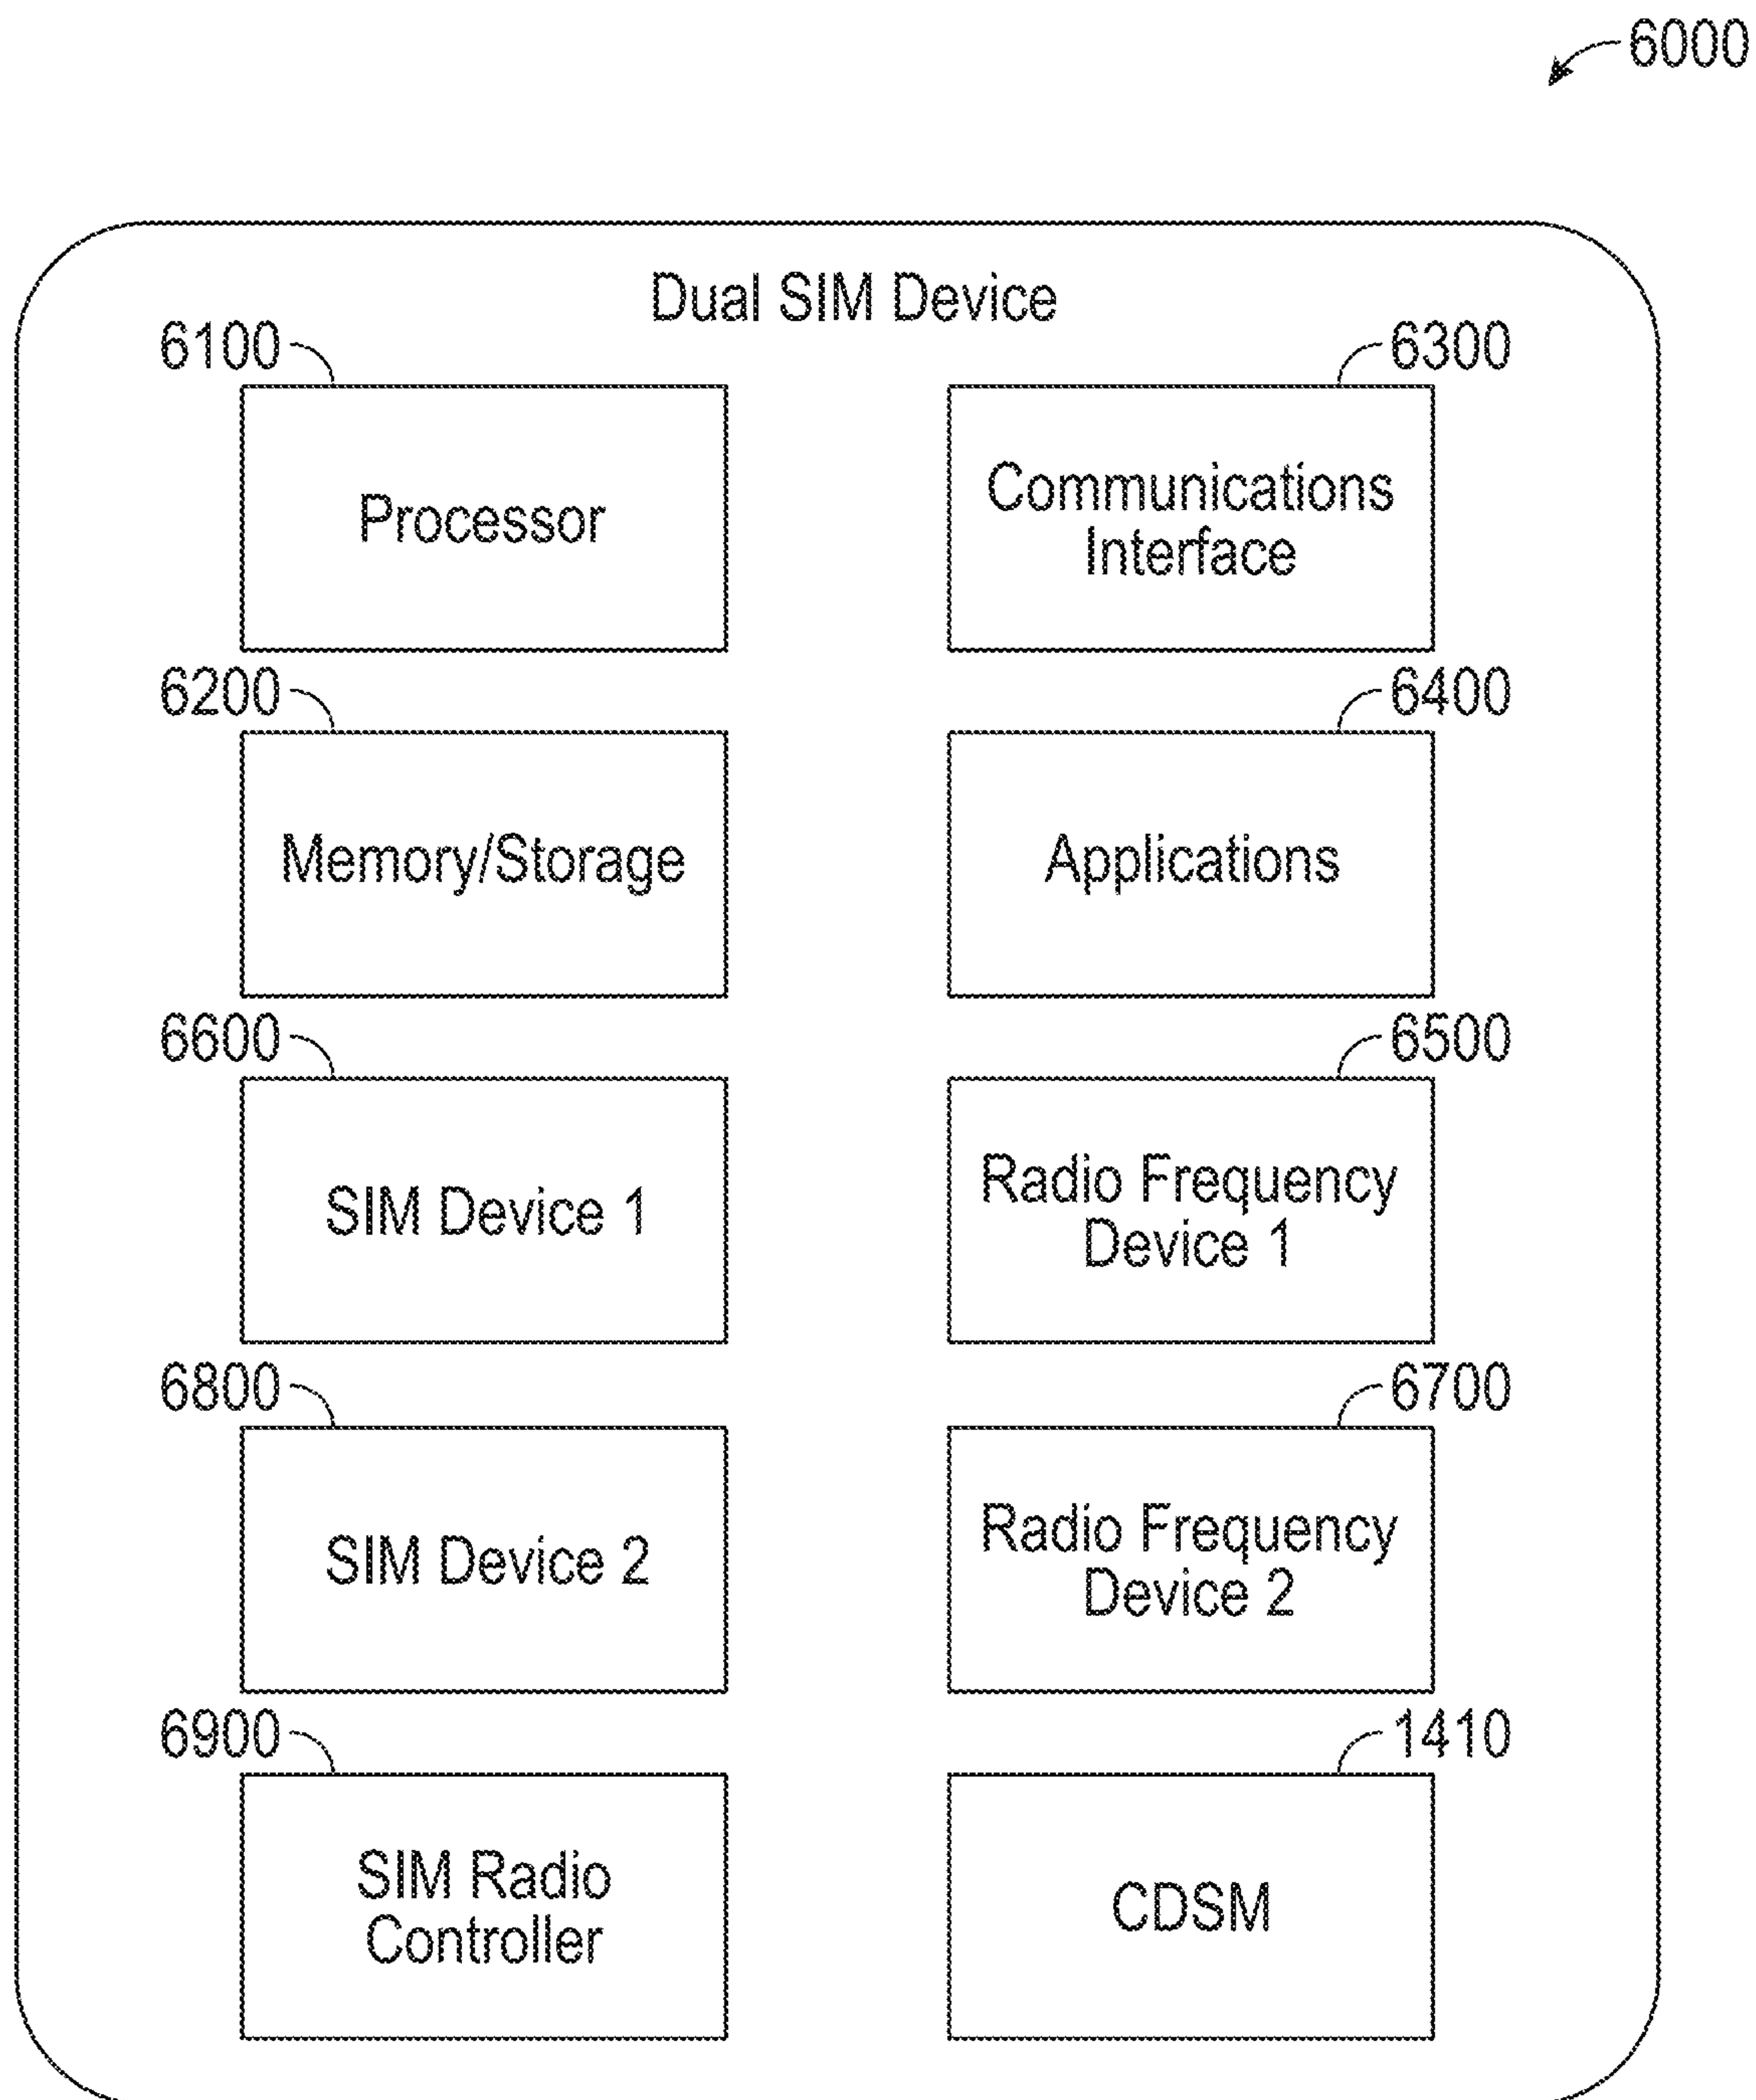 6000
Dual SIM Device
6100
6300
Processor
Communications
Interface
6200
6400
Memory/Storage
Applications
6600
6500
SIM Device 1
Radio Frequency
Device 1
6800
6700
SIM Device 2
Radio Frequency
Device 2
6900
1410
SIM Radio
Controller
CDSM